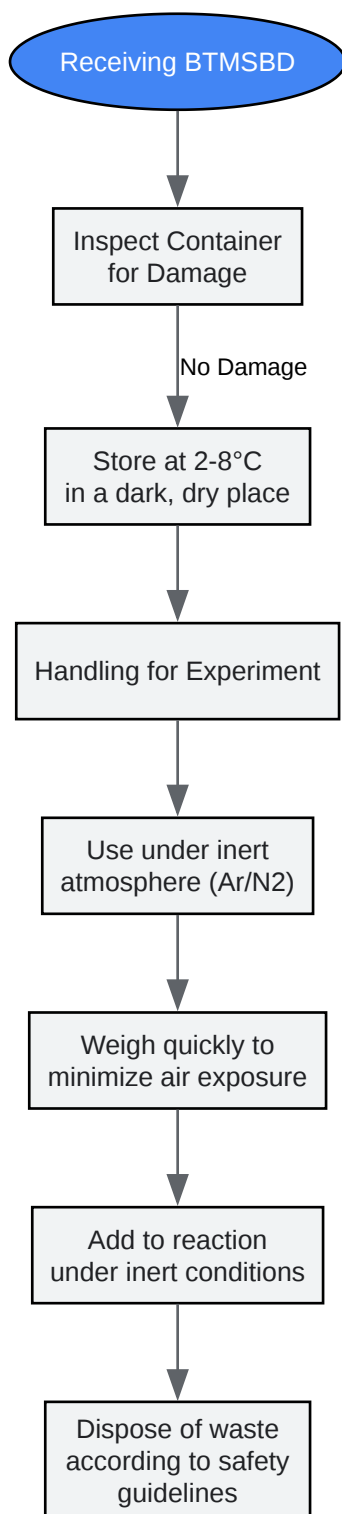 Receiving BTMSBD
Inspect Container
for Damage
No Damage
Store at 2-8°C
in a dark, dry place
Handling for Experiment
Use under inert
atmosphere (Ar/N2)
Weigh quickly to
minimize air exposure
Add to reaction
under inert conditions
Dispose of waste
according to safety
guidelines